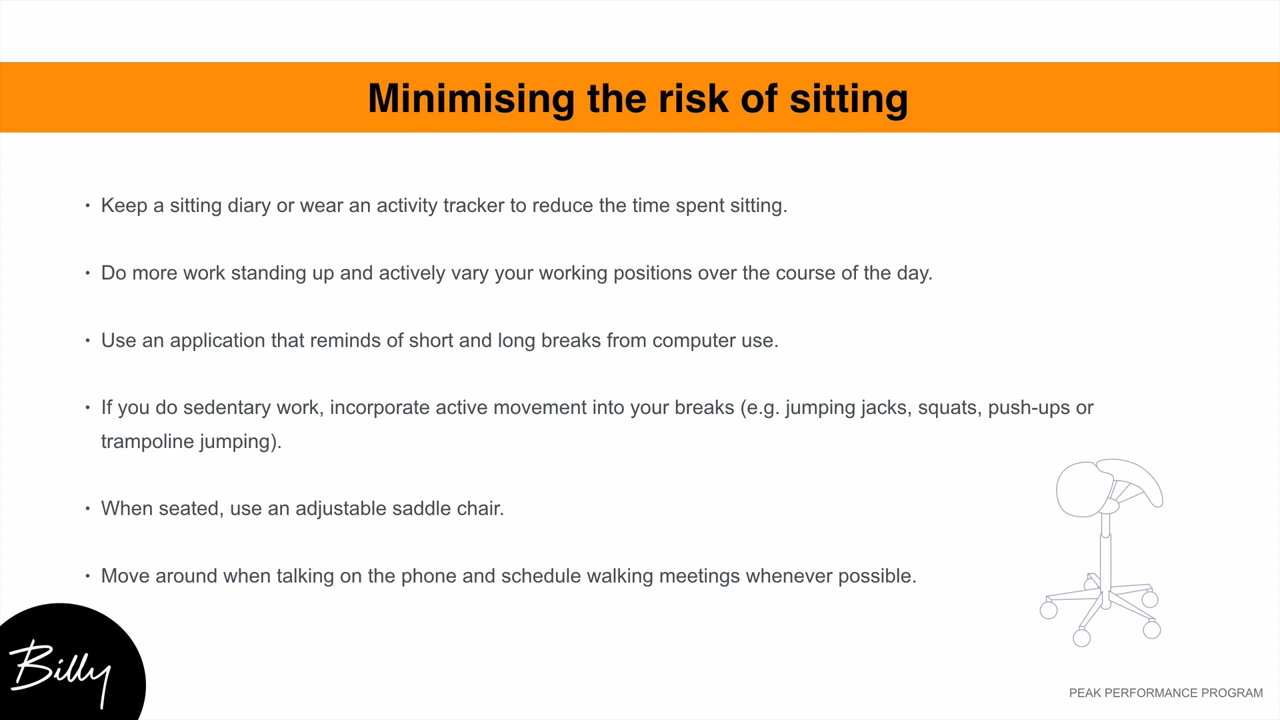 Minimising the risk of sitting
• Keep a sitting diary or wear an activity tracker to reduce the time spent sitting.
• Do more work standing up and actively vary your working positions over the course of the day.
• Use an application that reminds of short and long breaks from computer use.
• If you do sedentary work, incorporate active movement into your breaks (e.g. jumping jacks, squats, push-ups or
trampoline jumping).
• When seated, use an adjustable saddle chair.
• Move around when talking on the phone and schedule walking meetings whenever possible.
Billy
PEAK PERFORMANCE PROGRAM